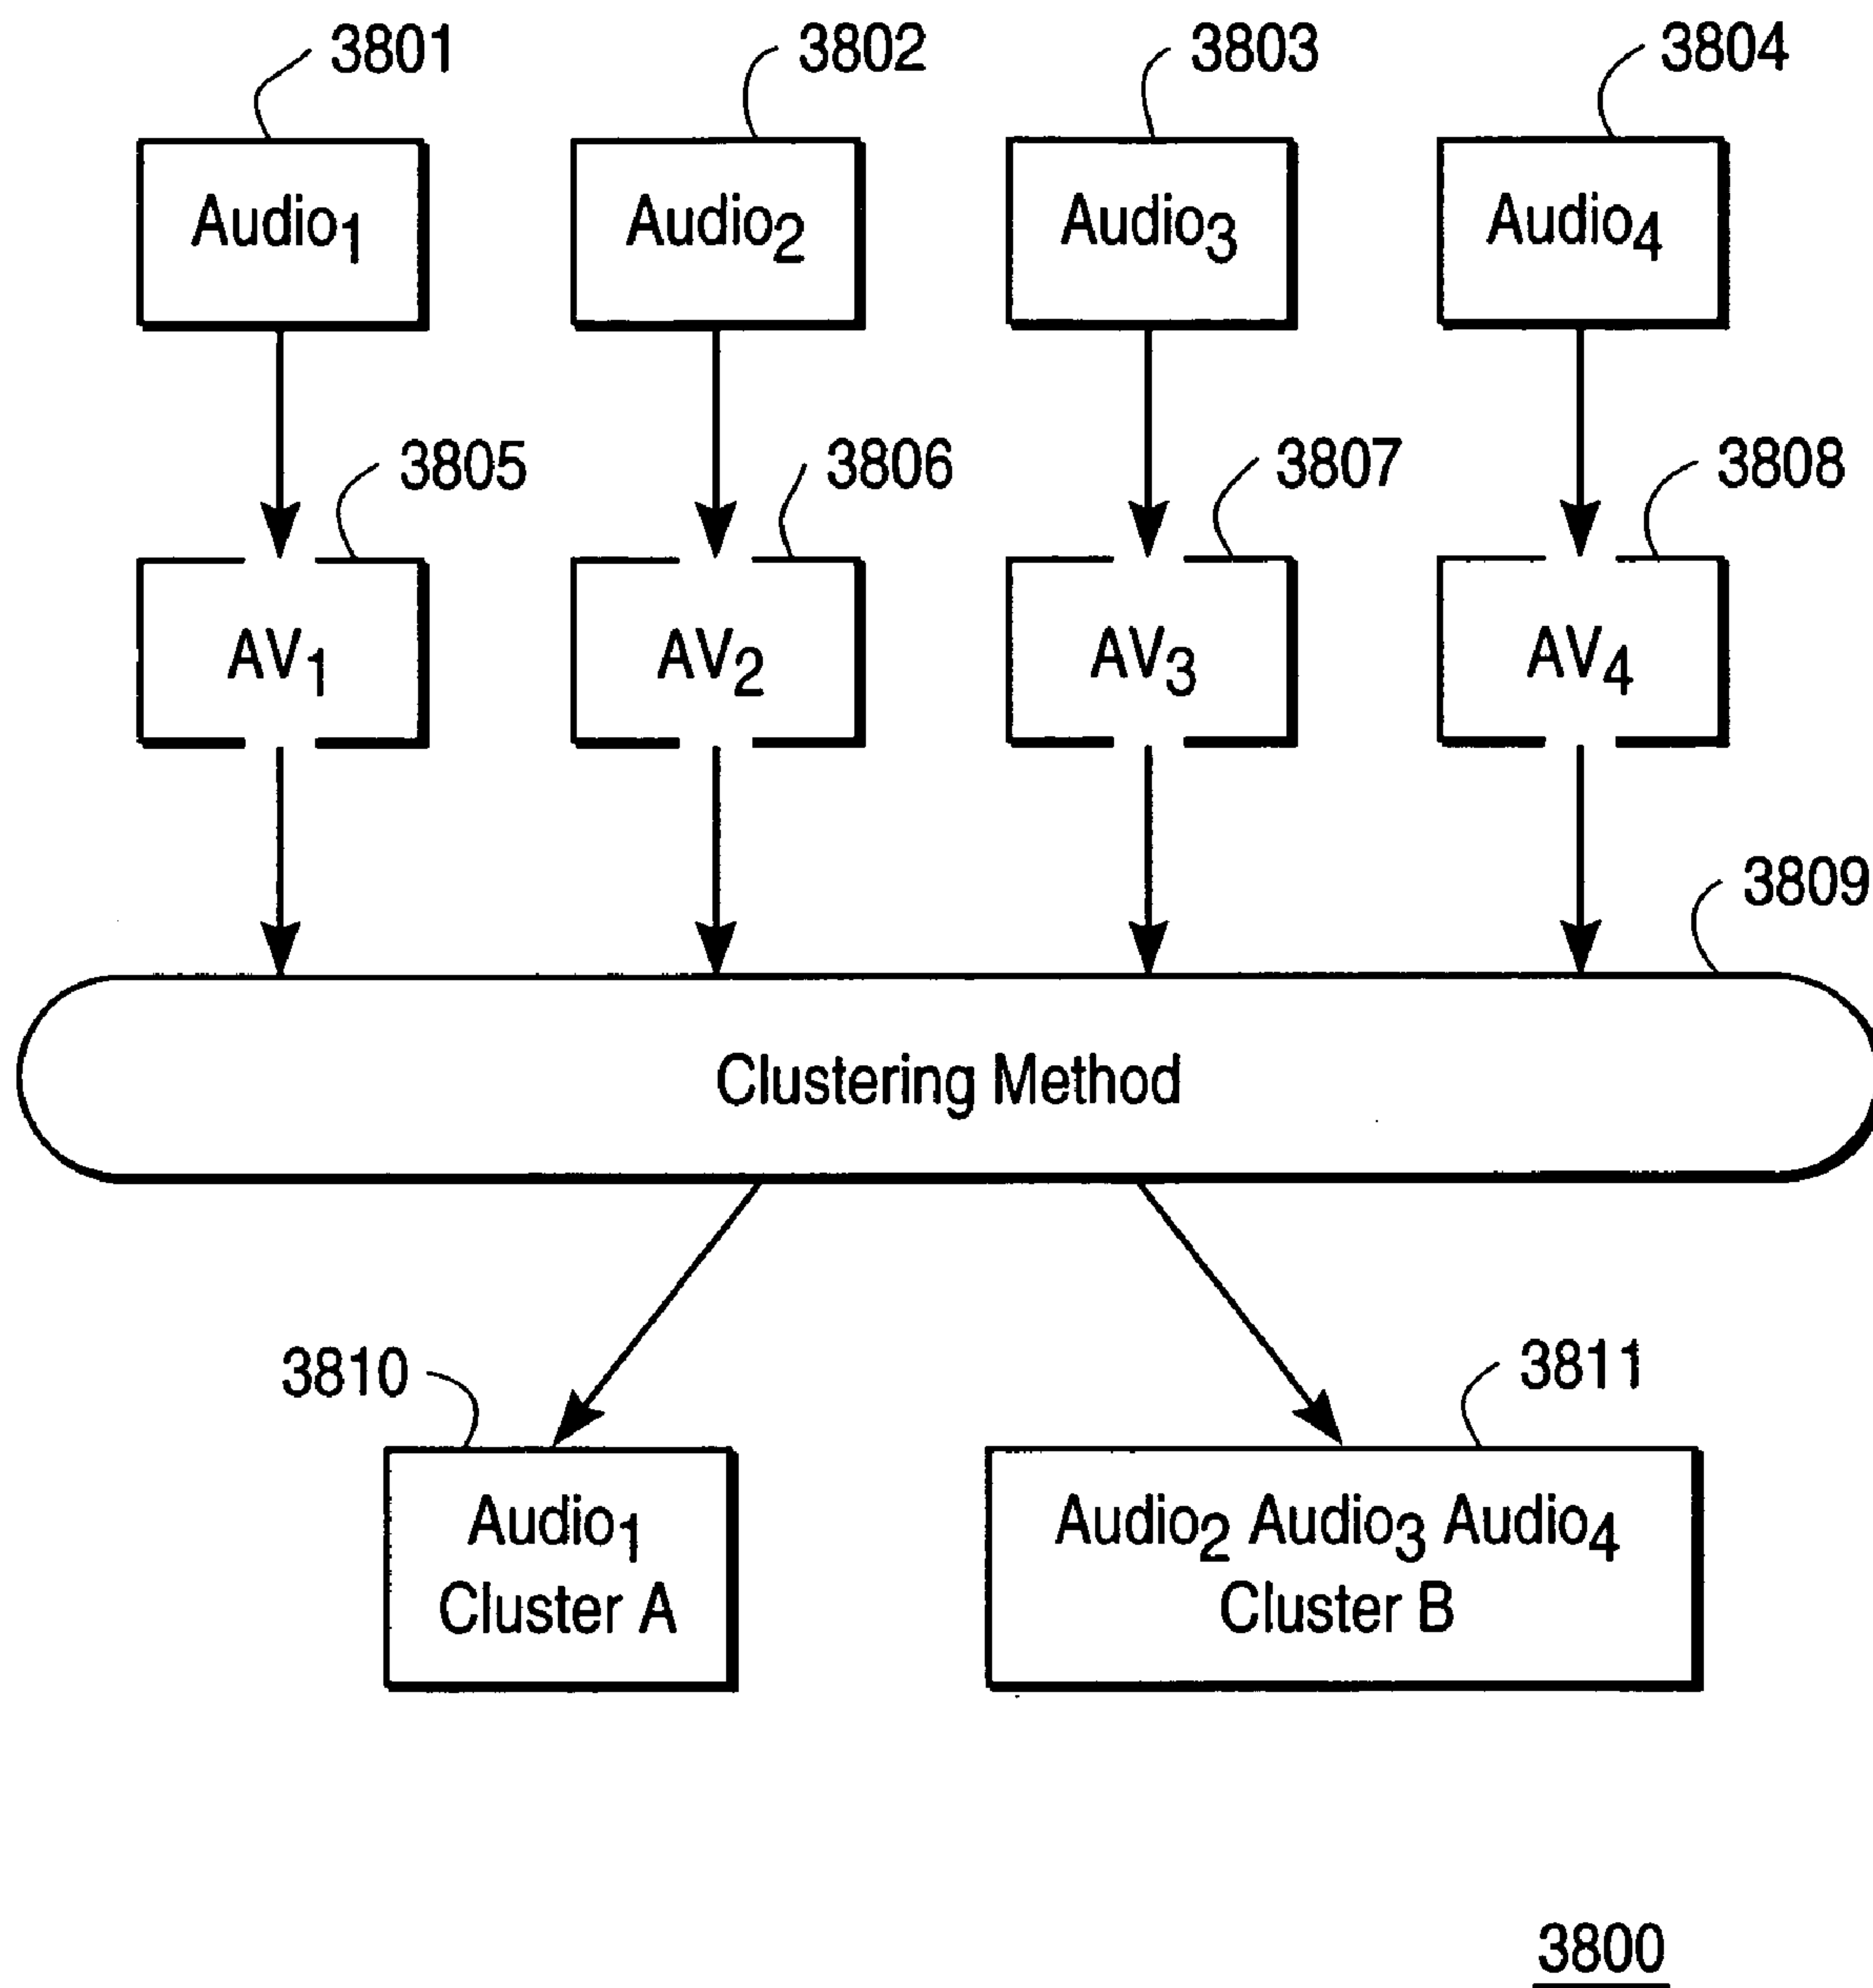 3801 3802 3803 3804
Audio1 Audio2 Audio3 Audio4
3805 3806 3807 3808
AV1 AV2 AV3 AV4
3809
Clustering Method
3810 3811
Audio1
Cluster A
Audio2 Audio3 Audio4
Cluster B
3800